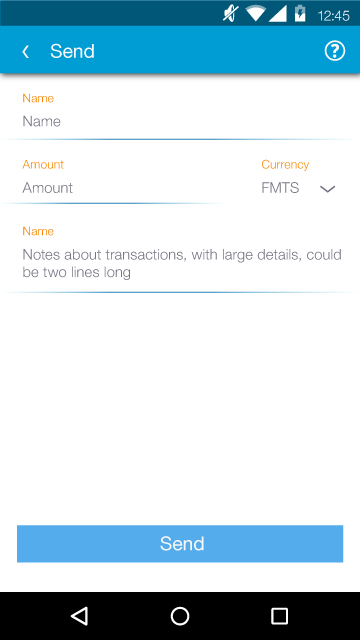 12:45
Send
Name
Name
Amount
Currency
Amount
FMTS
Name
Notes about transactions, with large details, could
be two lines long
Send